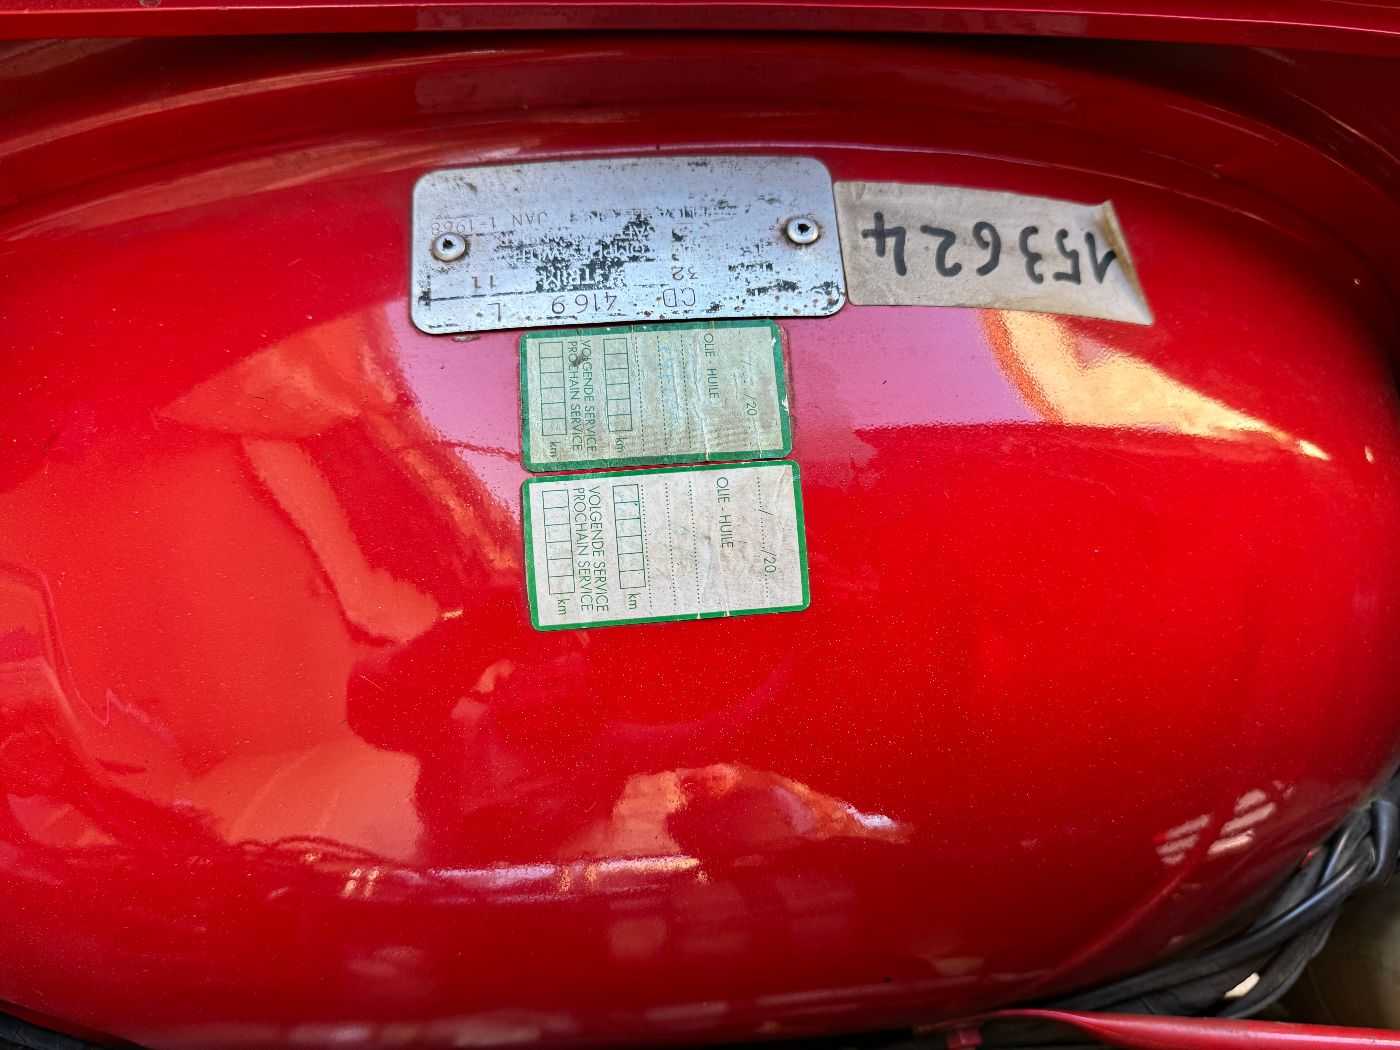 CD 4169 L
32 TRIM 11
JAN 1-1968
153624
OLIE - HUILE
/20
km
VOLGENDE SERVICE
PROCHAIN SERVICE
km
OLIE - HUILE
....../......../20......
km
VOLGENDE SERVICE
PROCHAIN SERVICE
km